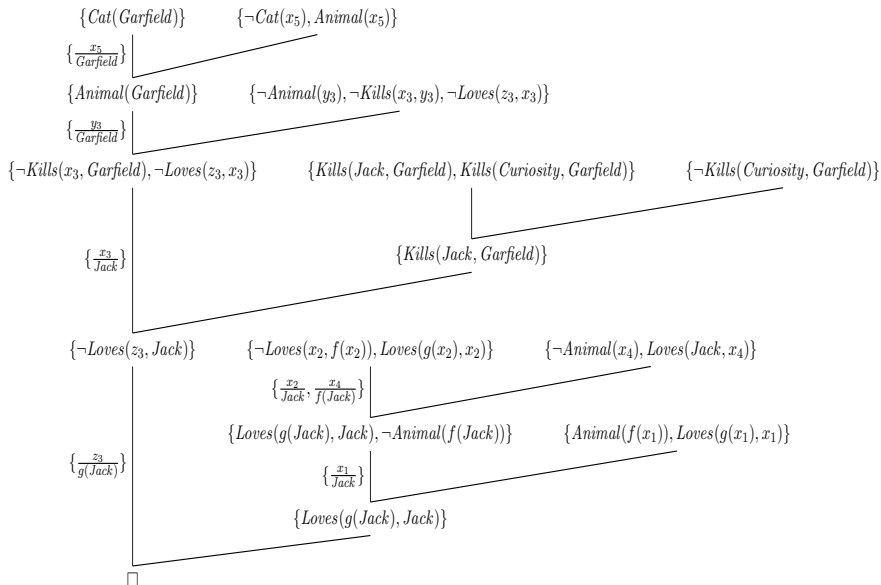 {Cat(Garfield)} {¬Cat(x₅), Animal(x₅)}
{x₅/Garfield}
{Animal(Garfield)} {¬Animal(y₃), ¬Kills(x₃, y₃), ¬Loves(z₃, x₃)}
{y₃/Garfield}
{¬Kills(x₃, Garfield), ¬Loves(z₃, x₃)} {Kills(Jack, Garfield), Kills(Curiosity, Garfield)} {¬Kills(Curiosity, Garfield)}
{x₃/Jack} {Kills(Jack, Garfield)}
{¬Loves(z₃, Jack)} {¬Loves(x₂, f(x₂)), Loves(g(x₂), x₂)} {¬Animal(x₄), Loves(Jack, x₄)}
{x₂/Jack, x₄/f(Jack)}
{Loves(g(Jack), Jack), ¬Animal(f(Jack))} {Animal(f(x₁)), Loves(g(x₁), x₁)}
{z₃/g(Jack)} {x₁/Jack}
{Loves(g(Jack), Jack)}
□